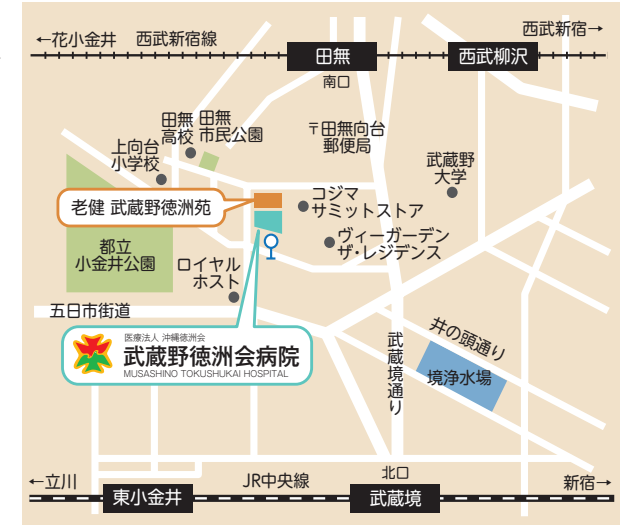 西武新宿→
←花小金井
西武新宿線
田無
西武柳沢
南口
田無
高校
田無
市民公園
上向台
小学校
〒田無向台
郵便局
武蔵野
大学
老健 武蔵野徳洲苑
コジマ
サミットストア
ヴィーガーデン
ザ・レジデンス
都立
小金井公園
ロイヤル
ホスト
五日市街道
医療法人 沖縄徳洲会
武蔵野徳洲会病院
MUSASHINO TOKUSHUKAI HOSPITAL
武蔵境通り
井の頭通り
境浄水場
←立川
JR中央線
北口
新宿→
東小金井
武蔵境